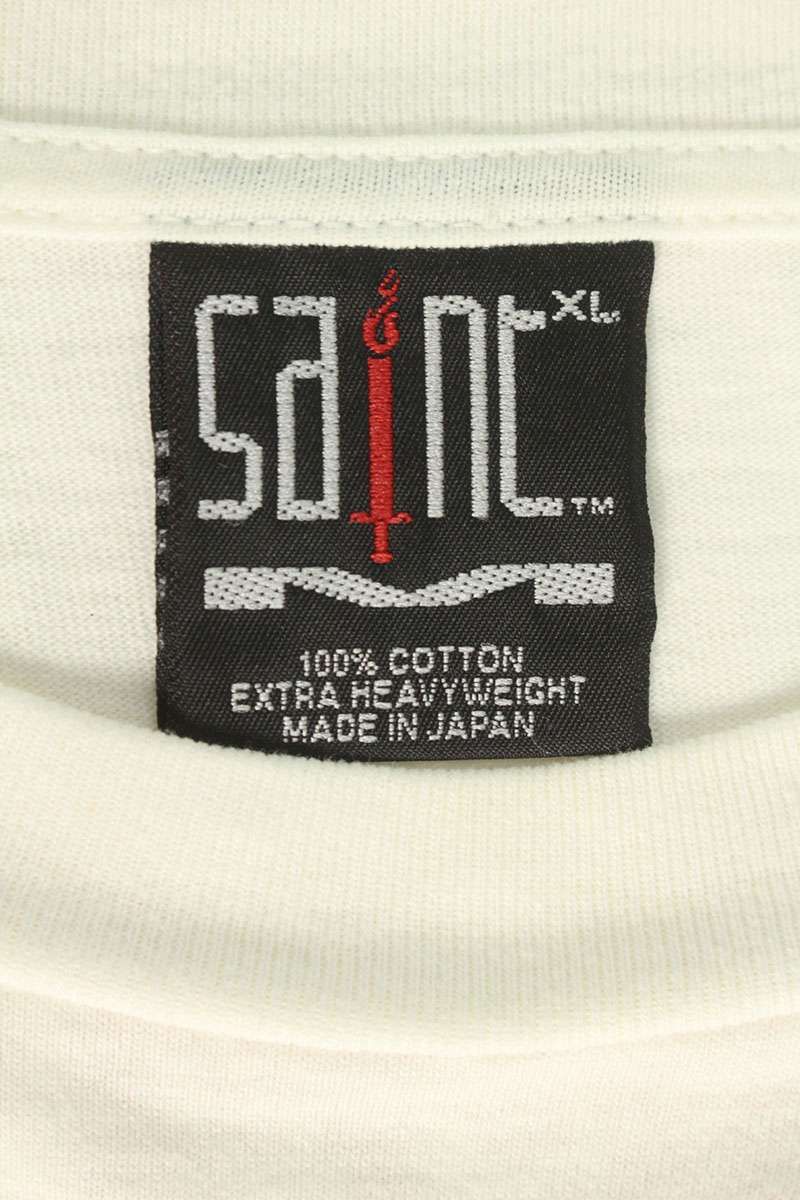 saint XL
TM
100% COTTON
EXTRA HEAVYWEIGHT
MADE IN JAPAN